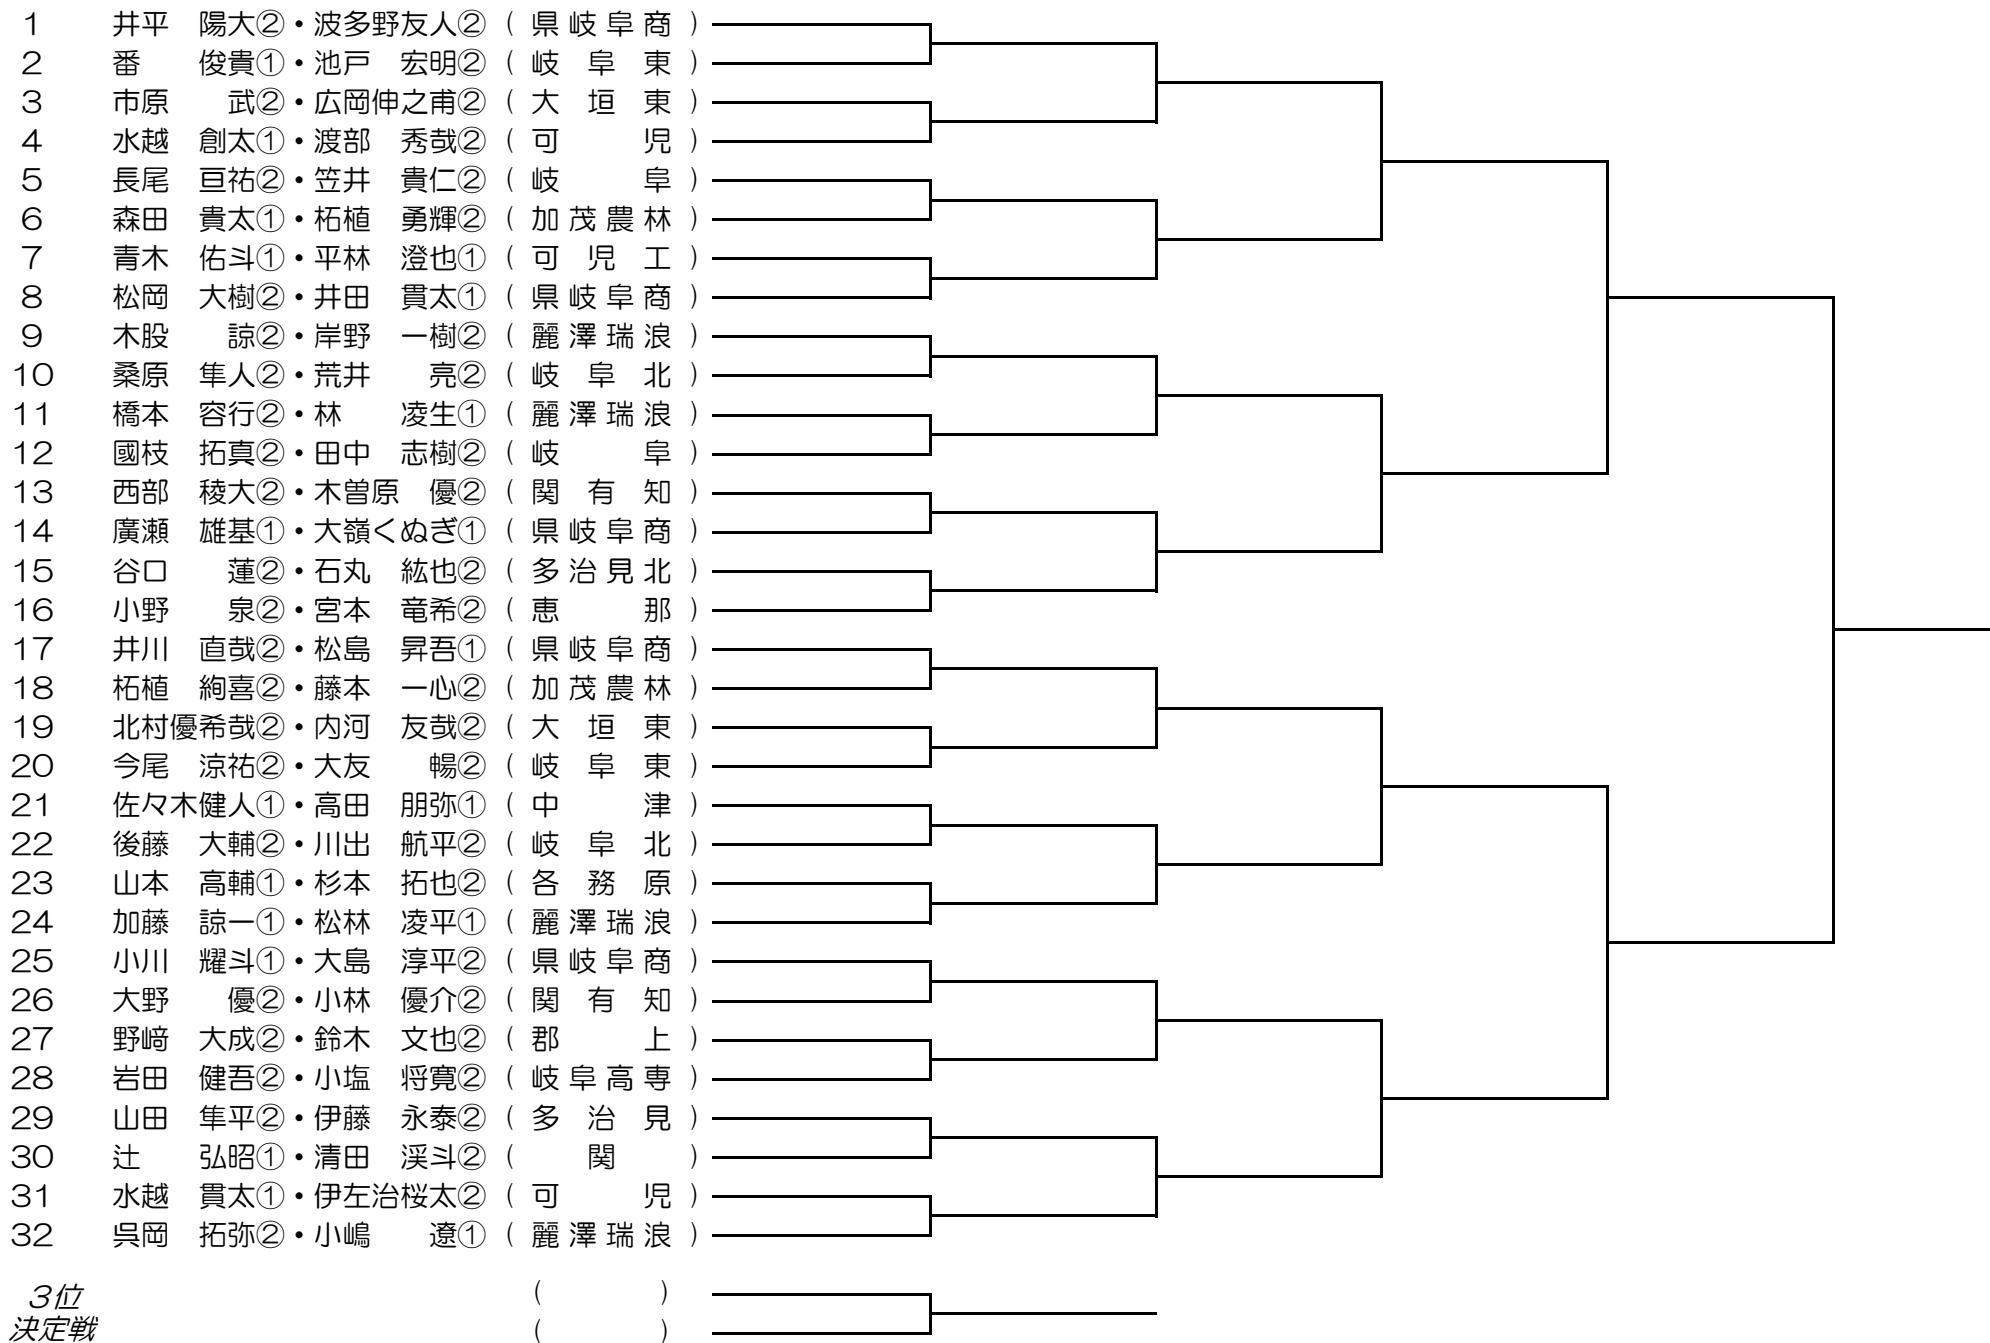 1 井平 陽大②・波多野友人② (県岐阜商)
2 番 俊貴①・池戸 宏明② (岐阜東)
3 市原 武②・広岡伸之甫② (大垣東)
4 水越 創太①・渡部 秀哉② (可児)
5 長尾 亘祐②・笠井 貴仁② (岐阜)
6 森田 貴太①・柘植 勇輝② (加茂農林)
7 青木 佑斗①・平林 澄也① (可児工)
8 松岡 大樹②・井田 貫太① (県岐阜商)
9 木股 諒②・岸野 一樹② (麗澤瑞浪)
10 桑原 隼人②・荒井 亮② (岐阜北)
11 橋本 容行②・林 凌生① (麗澤瑞浪)
12 國枝 拓真②・田中 志樹② (岐阜)
13 西部 稜大②・木曽原 優② (関有知)
14 廣瀬 雄基①・大嶺くぬぎ① (県岐阜商)
15 谷口 蓮②・石丸 紘也② (多治見北)
16 小野 泉②・宮本 竜希② (恵那)
17 井川 直哉②・松島 昇吾① (県岐阜商)
18 柘植 絢喜②・藤本 一心② (加茂農林)
19 北村優希哉②・内河 友哉② (大垣東)
20 今尾 涼祐②・大友 暢② (岐阜東)
21 佐々木健人①・高田 朋弥① (中津)
22 後藤 大輔②・川出 航平② (岐阜北)
23 山本 高輔①・杉本 拓也② (各務原)
24 加藤 諒一①・松林 凌平① (麗澤瑞浪)
25 小川 耀斗①・大島 淳平② (県岐阜商)
26 大野 優②・小林 優介② (関有知)
27 野﨑 大成②・鈴木 文也② (郡上)
28 岩田 健吾②・小塩 将寛② (岐阜高専)
29 山田 隼平②・伊藤 永泰② (多治見)
30 辻 弘昭①・清田 渓斗② (関)
31 水越 貫太①・伊左治桜太② (可児)
32 呉岡 拓弥②・小嶋 遼① (麗澤瑞浪)
3位 ( )
決定戦 ( )